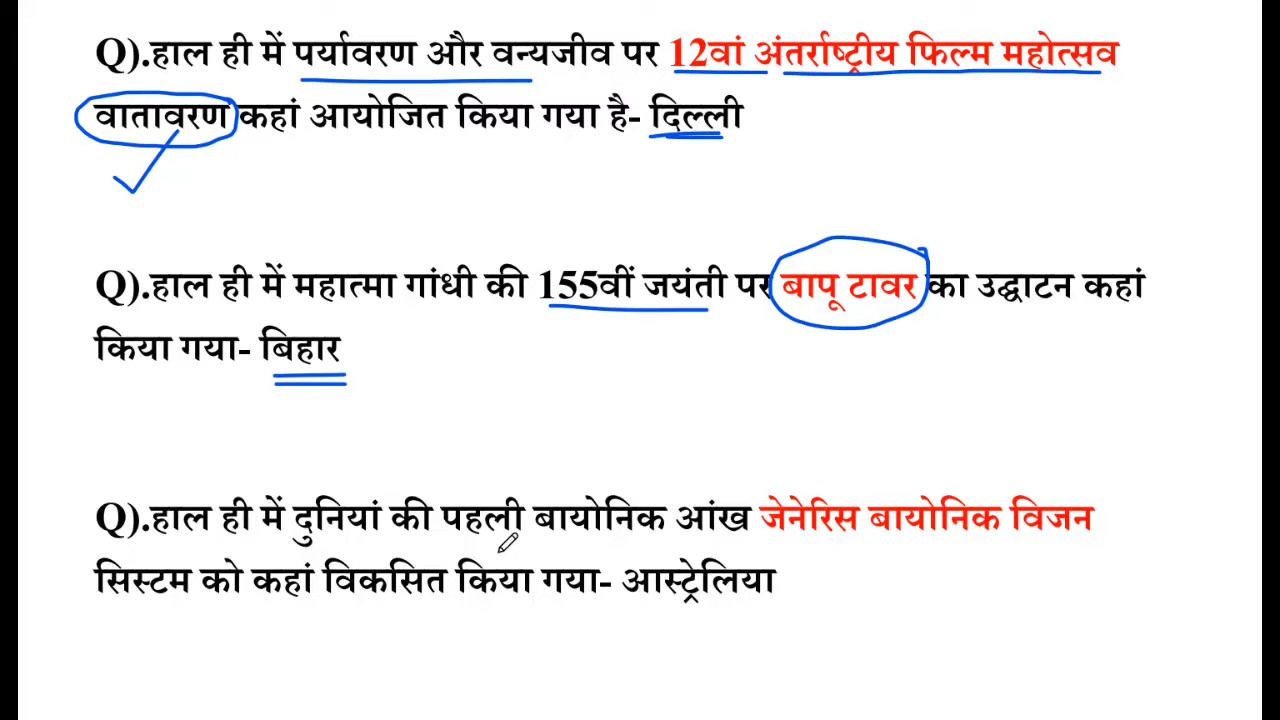 Q).हाल ही में पर्यावरण और वन्यजीव पर 12वां अंतर्राष्ट्रीय फिल्म महोत्सव
वातावरण कहां आयोजित किया गया है- दिल्ली
Q).हाल ही में महात्मा गांधी की 155वीं जयंती पर बापू टावर का उद्घाटन कहां
किया गया- बिहार
Q).हाल ही में दुनियां की पहली बायोनिक आंख जेनेरिस बायोनिक विजन
सिस्टम को कहां विकसित किया गया- आस्ट्रेलिया